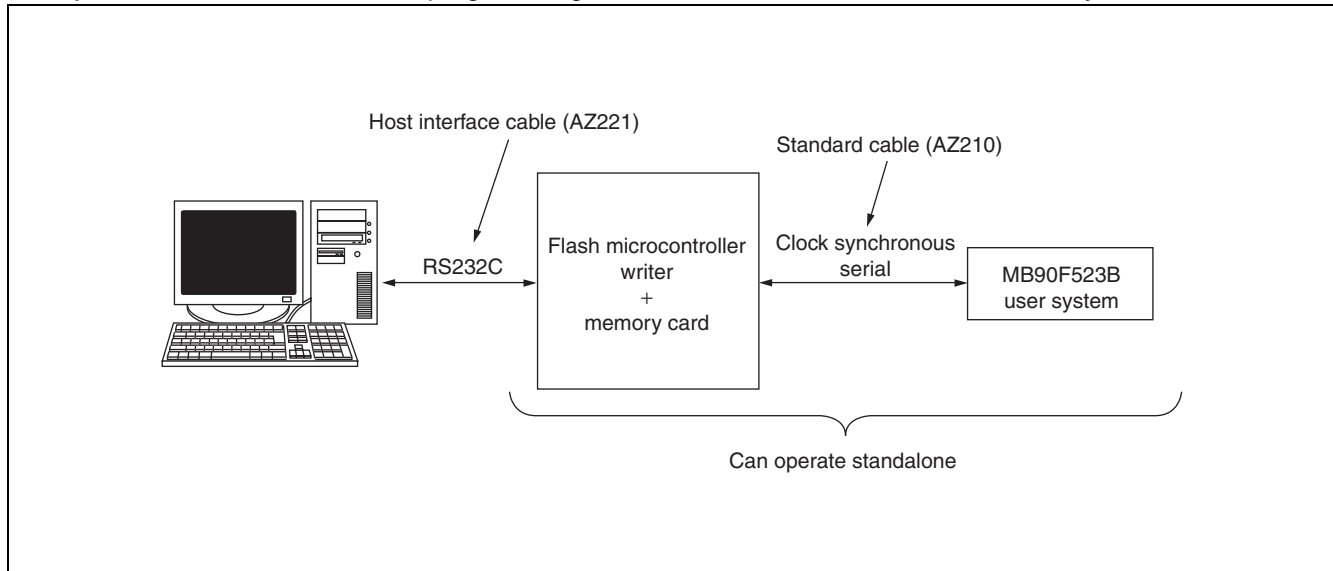 Host interface cable (AZ221)
Standard cable (AZ210)
RS232C
Flash microcontroller
writer
+
memory card
Clock synchronous
serial
MB90F523B
user system
Can operate standalone